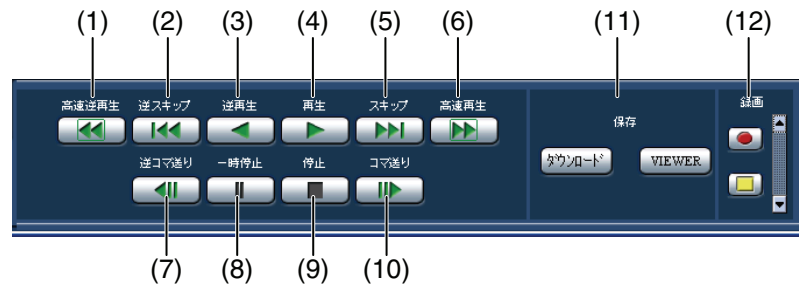 (1) (2) (3) (4) (5) (6) (11) (12)
高速逆再生 逆スキップ 逆再生 再生 スキップ 高速再生 保存 録画
ダウンロード VIEWER
逆コマ送り 一時停止 停止 コマ送り
(7) (8) (9) (10)